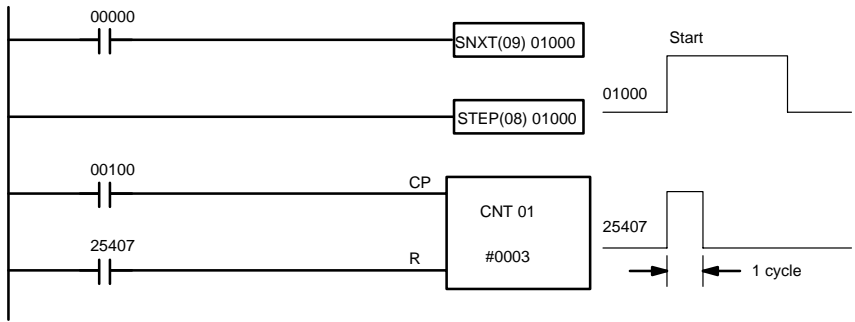 00000
SNXT(09) 01000
Start
01000
STEP(08) 01000
00100
CP
CNT 01
25407
25407
R
#0003
1 cycle